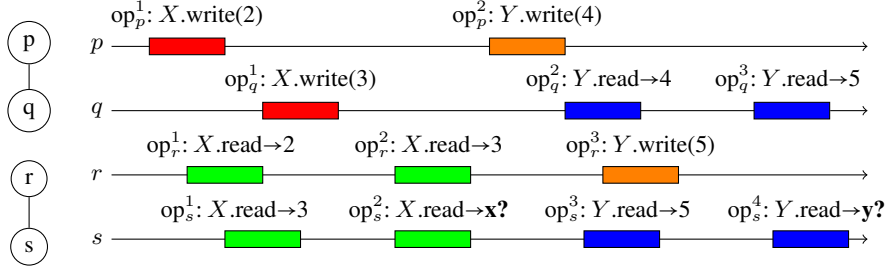 op_p^1: X.write(2) op_p^2: Y.write(4)
p p
op_q^1: X.write(3) op_q^2: Y.read→4 op_q^3: Y.read→5
q q
op_r^1: X.read→2 op_r^2: X.read→3 op_r^3: Y.write(5)
r r
op_s^1: X.read→3 op_s^2: X.read→x? op_s^3: Y.read→5 op_s^4: Y.read→y?
s s